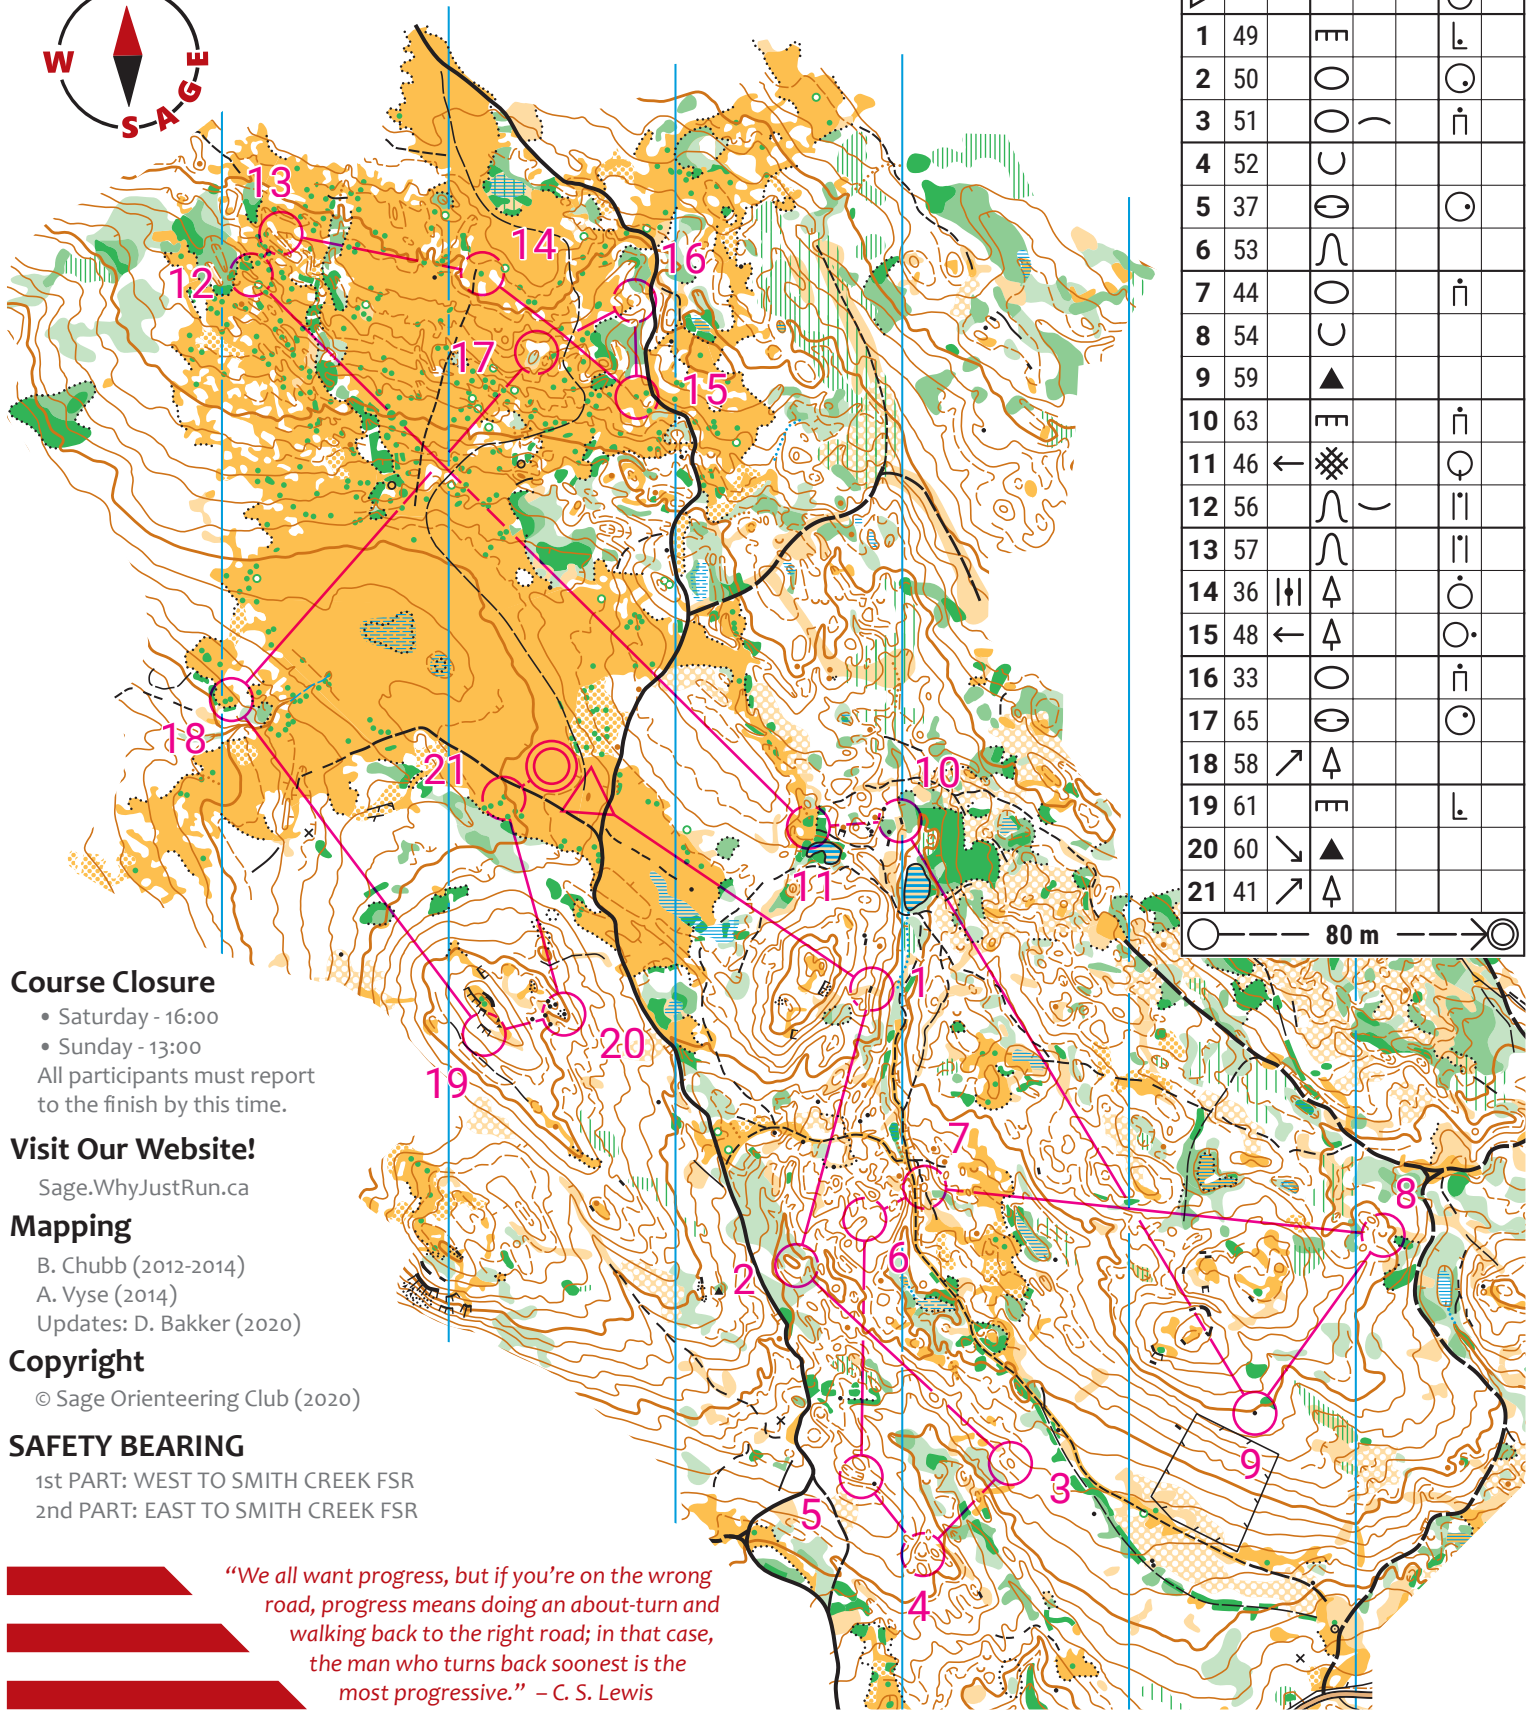 W
SAGE
1 49
2 50
3 51
4 52
5 37
6 53
7 44
8 54
9 59
10 63
11 46
12 56
13 57
14 36
15 48
16 33
17 65
18 58
19 61
20 60
21 41
80 m
13
14
16
12
17
15
18
21
10
11
1
20
19
7
8
2
6
9
3
5
4
Course Closure
• Saturday - 16:00
• Sunday - 13:00
All participants must report
to the finish by this time.
Visit Our Website!
Sage.WhyJustRun.ca
Mapping
B. Chubb (2012-2014)
A. Vyse (2014)
Updates: D. Bakker (2020)
Copyright
© Sage Orienteering Club (2020)
SAFETY BEARING
1st PART: WEST TO SMITH CREEK FSR
2nd PART: EAST TO SMITH CREEK FSR
“We all want progress, but if you’re on the wrong
road, progress means doing an about-turn and
walking back to the right road; in that case,
the man who turns back soonest is the
most progressive.” – C. S. Lewis